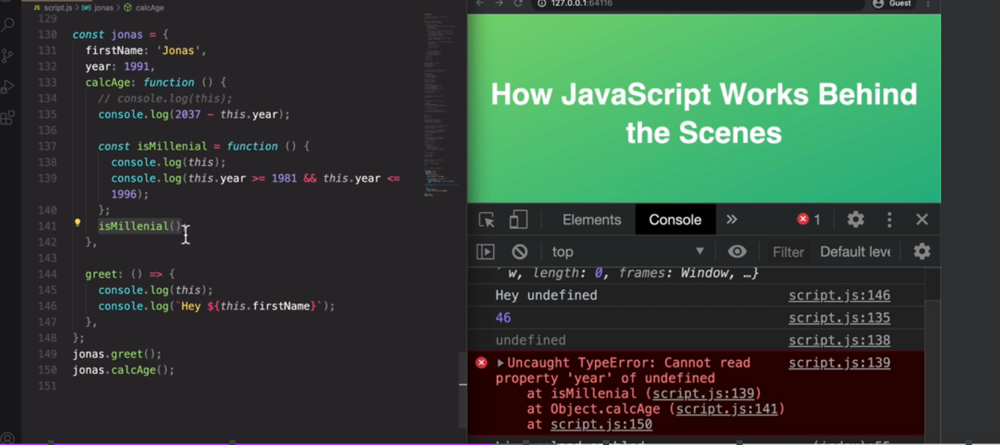 JS script.js > jonas > calcAge
129
130 const jonas = {
131 firstName: 'Jonas',
132 year: 1991,
133 calcAge: function () {
134 // console.log(this);
135 console.log(2037 - this.year);
136
137 const isMillenial = function () {
138 console.log(this);
139 console.log(this.year >= 1981 && this.year <=
1996);
140 };
141 isMillenial()
142 },
143
144 greet: () => {
145 console.log(this);
146 console.log(`Hey ${this.firstName}`);
147 },
148 };
149 jonas.greet();
150 jonas.calcAge();
151
127.0.0.1:64116 Guest
How JavaScript Works Behind
the Scenes
Elements Console » 1
top Filter Default leve
w, length: 0, frames: Window, …}
Hey undefined script.js:146
46 script.js:135
undefined script.js:138
Uncaught TypeError: Cannot read script.js:139
property 'year' of undefined
at isMillenial (script.js:139)
at Object.calcAge (script.js:141)
at script.js:150